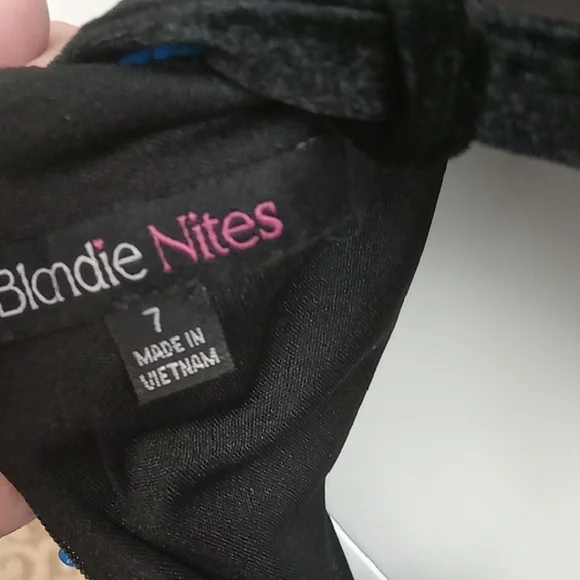 Blondie Nites
7
MADE IN
VIETNAM